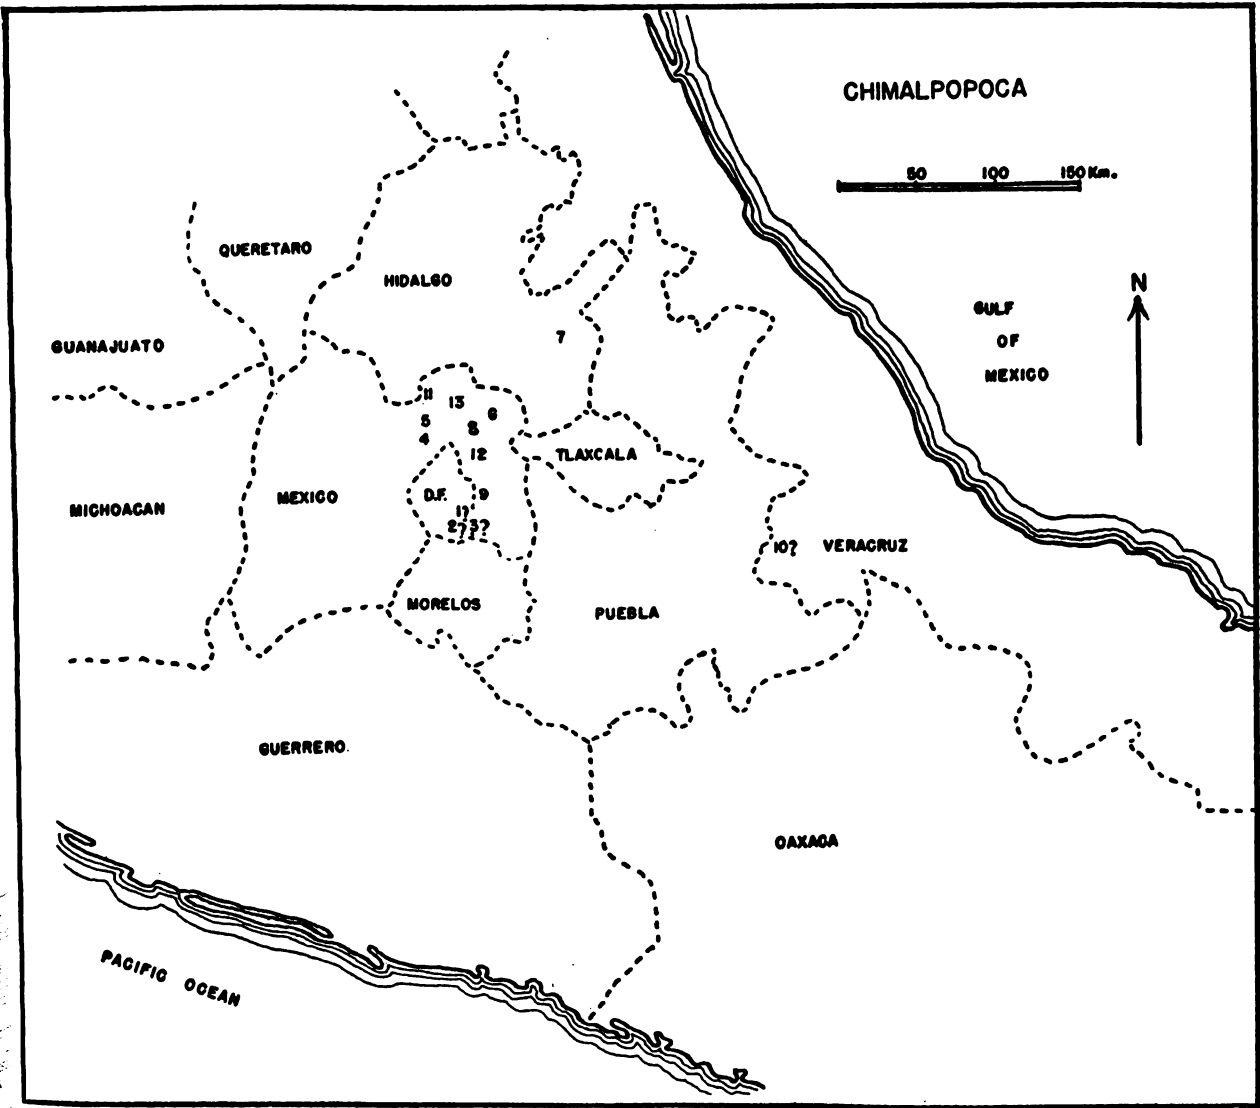 CHIMALPOPOCA
50 100 150 Km.
QUERETARO
HIDALGO
N
GULF
OF
MEXICO
GUANAJUATO
7
11
13
6
5
8
4
12
TLAXCALA
D.F.
9
MEXICO
MICHOACAN
1?
2? 3?
10? VERACRUZ
MORELOS
PUEBLA
GUERRERO.
OAXACA
PACIFIC OCEAN